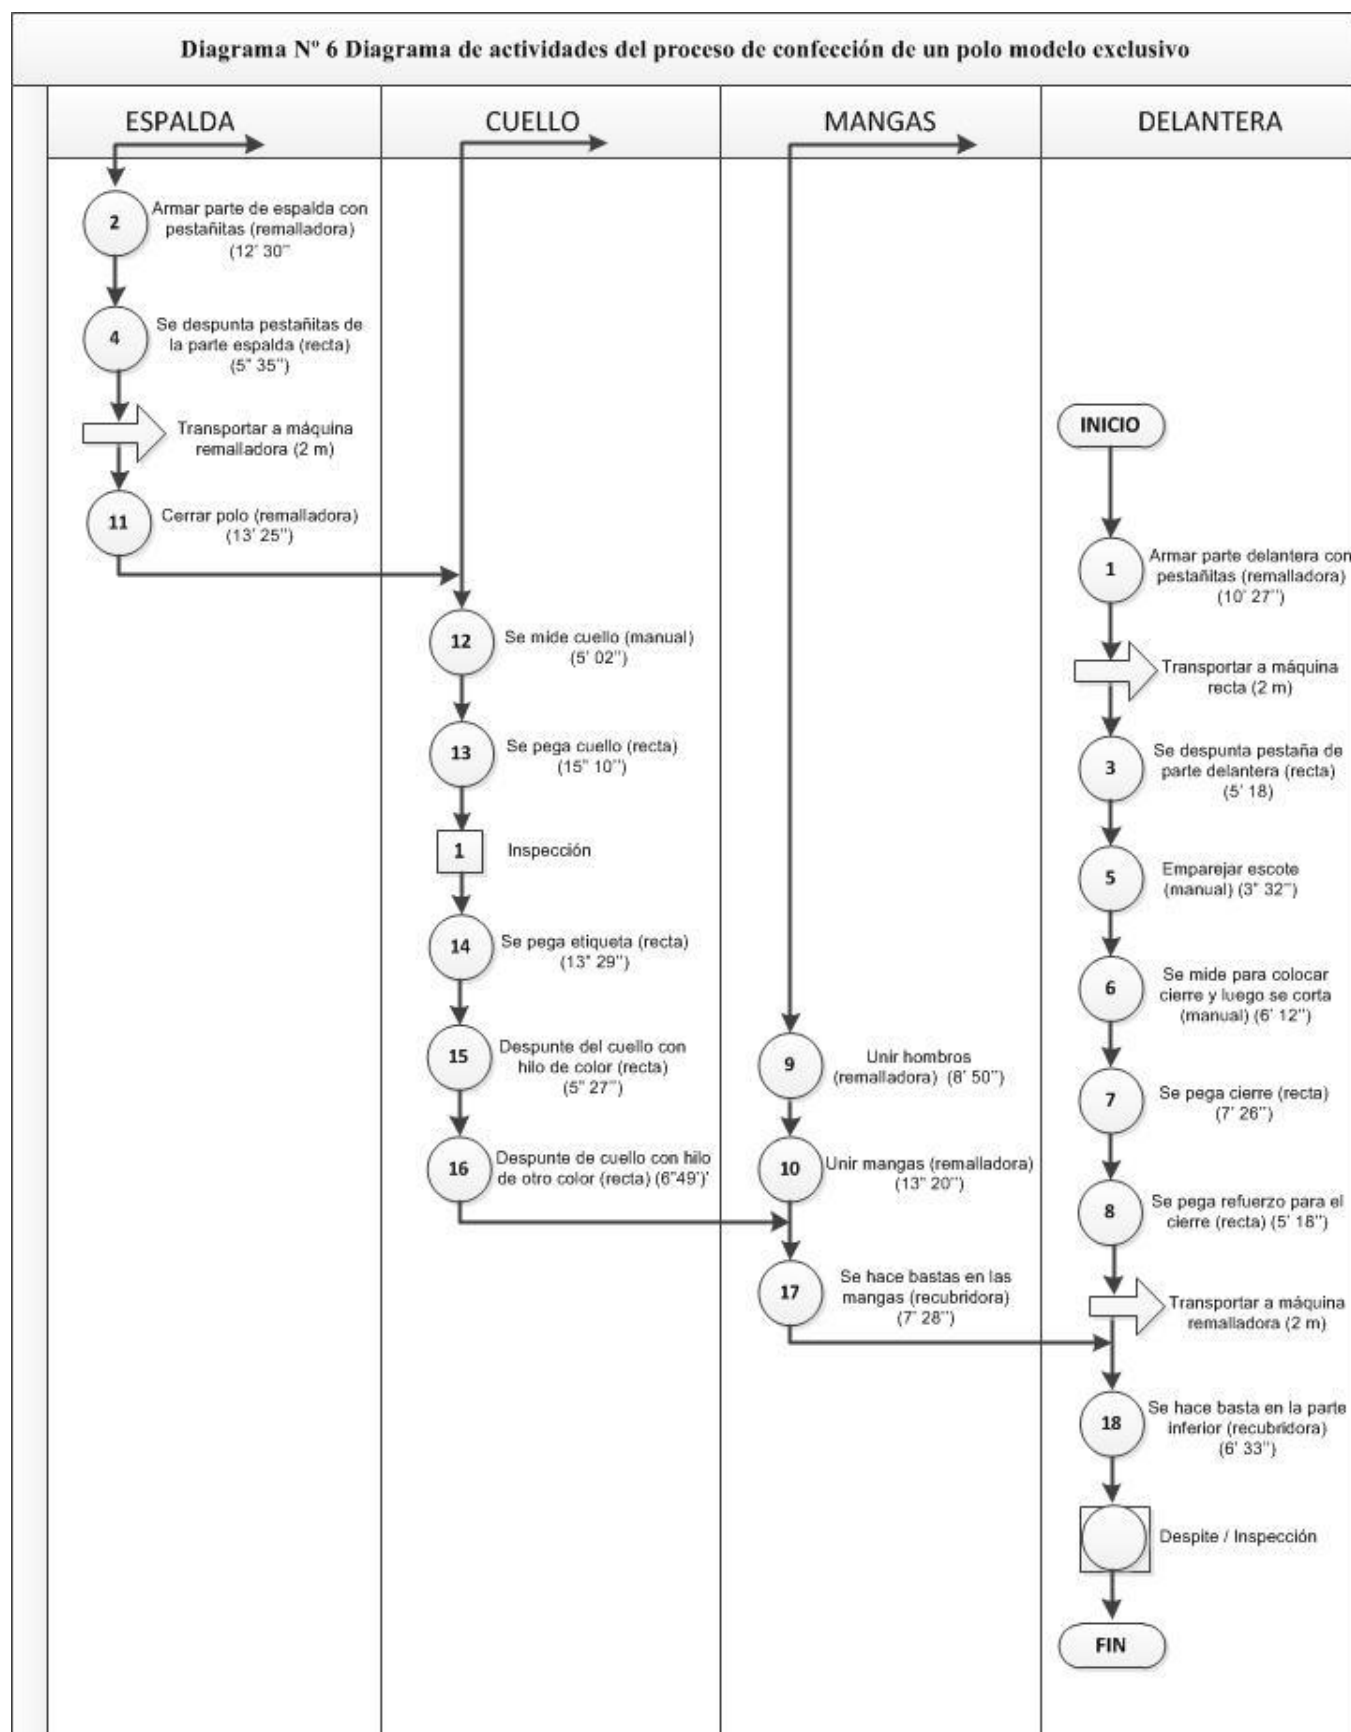 Diagrama Nº 6 Diagrama de actividades del proceso de confección de un polo modelo exclusivo
ESPALDA
2
Armar parte de espalda con
pestañitas (remalladora)
(12' 30"
4
Se despunta pestañitas de
la parte espalda (recta)
(5" 35")
Transportar a máquina
remalladora (2 m)
11
Cerrar polo (remalladora)
(13' 25")
CUELLO
12
Se mide cuello (manual)
(5' 02")
13
Se pega cuello (recta)
(15" 10")
1
Inspección
14
Se pega etiqueta (recta)
(13" 29")
15
Despunte del cuello con
hilo de color (recta)
(5" 27")
16
Despunte de cuello con hilo
de otro color (recta) (6"49')'
MANGAS
9
Unir hombros
(remalladora) (8' 50")
10
Unir mangas (remalladora)
(13" 20")
17
Se hace bastas en las
mangas (recubridora)
(7" 28")
DELANTERA
INICIO
1
Armar parte delantera con
pestañitas (remalladora)
(10' 27")
Transportar a máquina
recta (2 m)
3
Se despunta pestaña de
parte delantera (recta)
(5' 18)
5
Emparejar escote
(manual) (3" 32")
6
Se mide para colocar
cierre y luego se corta
(manual) (6' 12")
7
Se pega cierre (recta)
(7' 26")
8
Se pega refuerzo para el
cierre (recta) (5' 18")
Transportar a máquina
remalladora (2 m)
18
Se hace basta en la parte
inferior (recubridora)
(6' 33")
Despite / Inspección
FIN